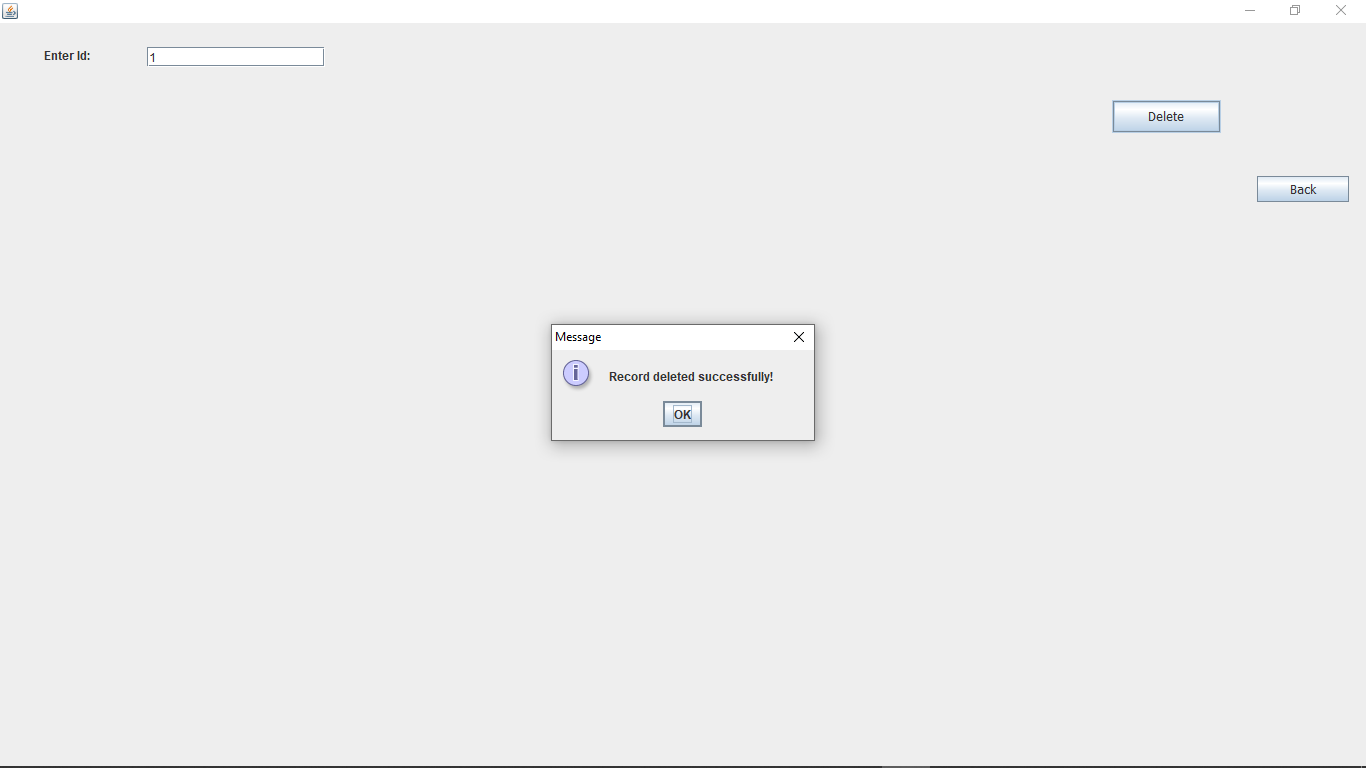 Enter Id: 1
Delete
Back
Message
Record deleted successfully!
OK